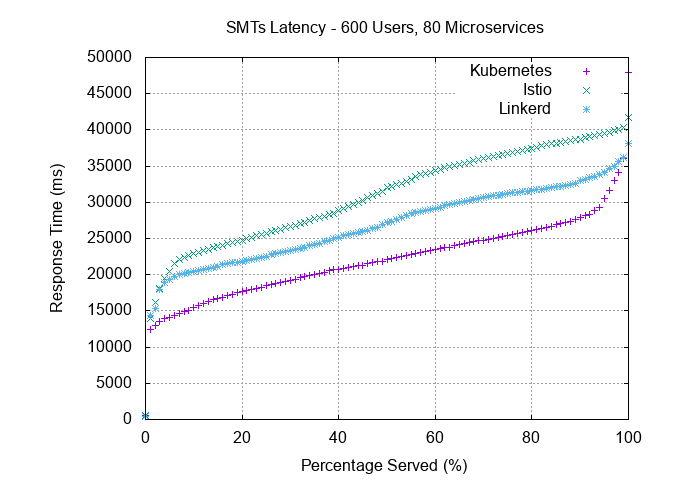 SMTs Latency - 600 Users, 80 Microservices
50000
45000
40000
35000
30000
25000
20000
15000
10000
5000
0
Response Time (ms)
Kubernetes
Istio
Linkerd
0 20 40 60 80 100
Percentage Served (%)